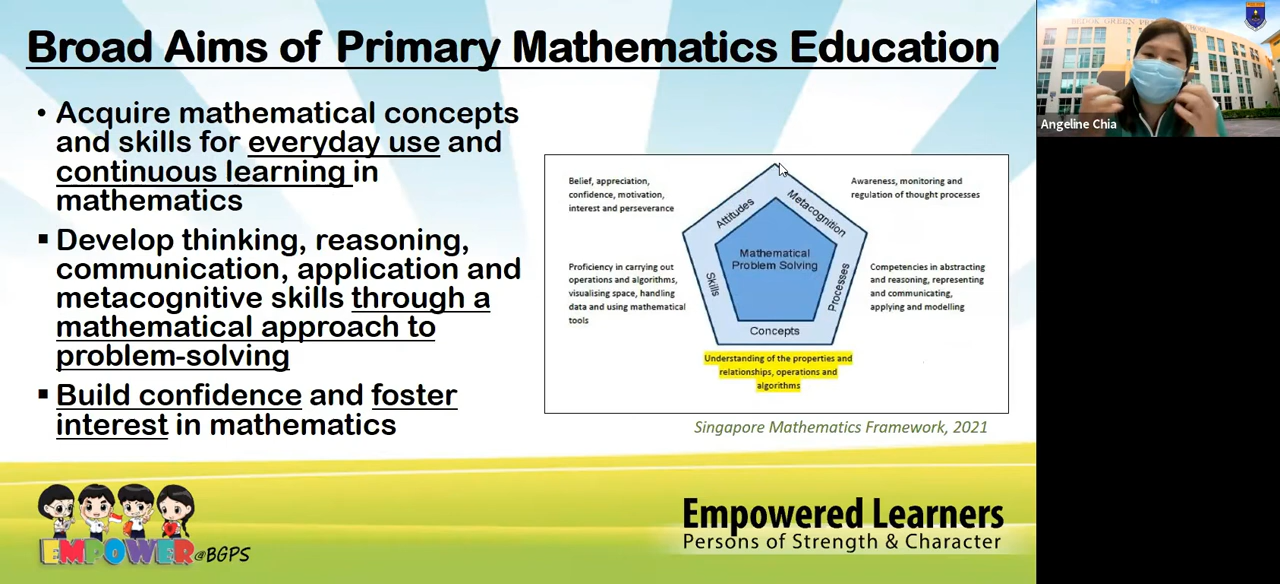 Broad Aims of Primary Mathematics Education
• Acquire mathematical concepts
and skills for everyday use and
continuous learning in
mathematics
▪ Develop thinking, reasoning,
communication, application and
metacognitive skills through a
mathematical approach to
problem-solving
▪ Build confidence and foster
interest in mathematics
Belief, appreciation,
confidence, motivation,
interest and perseverance
Awareness, monitoring and
regulation of thought processes
Attitudes
Metacognition
Mathematical
Problem Solving
Proficiency in carrying out
operations and algorithms,
visualising space, handling
data and using mathematical
tools
Skills
Processes
Competencies in abstracting
and reasoning, representing
and communicating,
applying and modelling
Concepts
Understanding of the properties and
relationships, operations and
algorithms
Singapore Mathematics Framework, 2021
EMPOWER@BGPS
Empowered Learners
Persons of Strength & Character
Angeline Chia